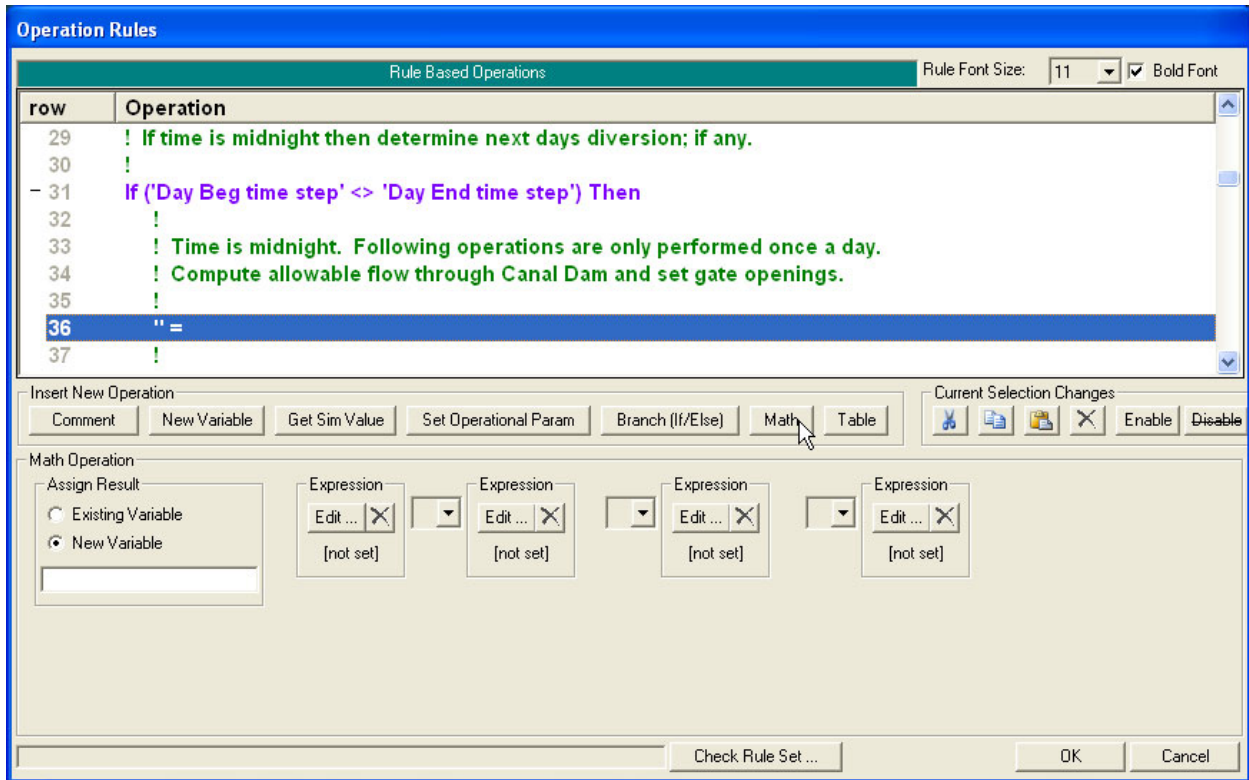 Operation Rules
Rule Based Operations
Rule Font Size: 11 Bold Font
row Operation
29 ! If time is midnight then determine next days diversion; if any.
30 !
– 31 If ('Day Beg time step' <> 'Day End time step') Then
32 !
33 ! Time is midnight. Following operations are only performed once a day.
34 ! Compute allowable flow through Canal Dam and set gate openings.
35 !
36 '' =
37 !
Insert New Operation Current Selection Changes
Comment New Variable Get Sim Value Set Operational Param Branch (If/Else) Math Table Enable Disable
Math Operation
Assign Result Expression Expression Expression Expression
Existing Variable Edit ... Edit ... Edit ... Edit ...
New Variable [not set] [not set] [not set] [not set]
Check Rule Set ... OK Cancel